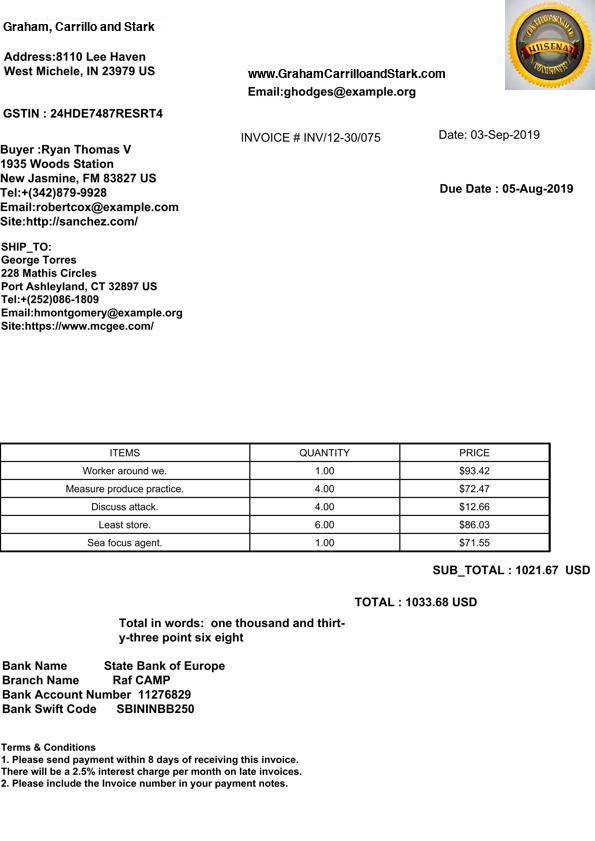 Graham, Carrillo and Stark
Address:8110 Lee Haven
West Michele, IN 23979 US
www.GrahamCarrilloandStark.com
Email:ghodges@example.org
GSTIN : 24HDE7487RESRT4
INVOICE # INV/12-30/075
Date: 03-Sep-2019
Due Date : 05-Aug-2019
Buyer :Ryan Thomas V
1935 Woods Station
New Jasmine, FM 83827 US
Tel:+(342)879-9928
Email:robertcox@example.com
Site:http://sanchez.com/
SHIP_TO:
George Torres
228 Mathis Circles
Port Ashleyland, CT 32897 US
Tel:+(252)086-1809
Email:hmontgomery@example.org
Site:https://www.mcgee.com/
ITEMS QUANTITY PRICE
Worker around we. 1.00 $93.42
Measure produce practice. 4.00 $72.47
Discuss attack. 4.00 $12.66
Least store. 6.00 $86.03
Sea focus agent. 1.00 $71.55
SUB_TOTAL : 1021.67 USD
TOTAL : 1033.68 USD
Total in words: one thousand and thirt-
y-three point six eight
Bank Name State Bank of Europe
Branch Name Raf CAMP
Bank Account Number 11276829
Bank Swift Code SBININBB250
Terms & Conditions
1. Please send payment within 8 days of receiving this invoice.
There will be a 2.5% interest charge per month on late invoices.
2. Please include the Invoice number in your payment notes.